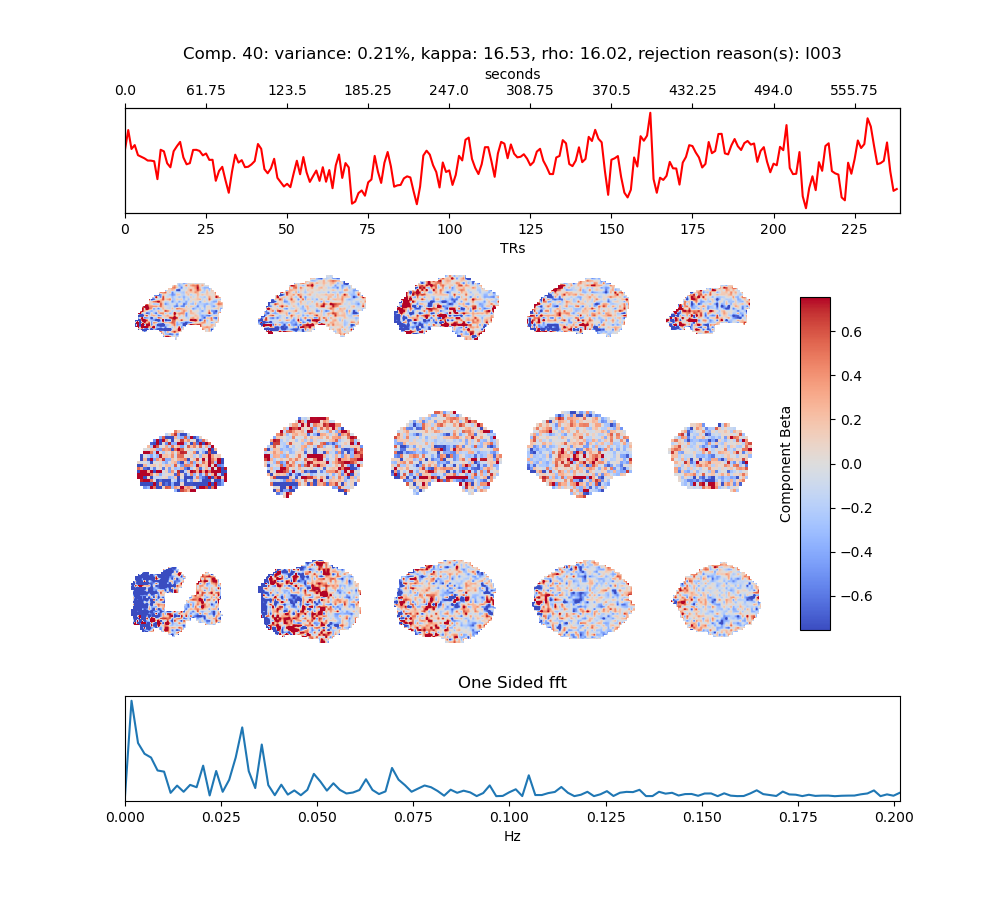 Comp. 40: variance: 0.21%, kappa: 16.53, rho: 16.02, rejection reason(s): I003
seconds
0.0 61.75 123.5 185.25 247.0 308.75 370.5 432.25 494.0 555.75
0 25 50 75 100 125 150 175 200 225
TRs
Component Beta
0.6
0.4
0.2
0.0
−0.2
−0.4
−0.6
One Sided fft
0.000 0.025 0.050 0.075 0.100 0.125 0.150 0.175 0.200
Hz